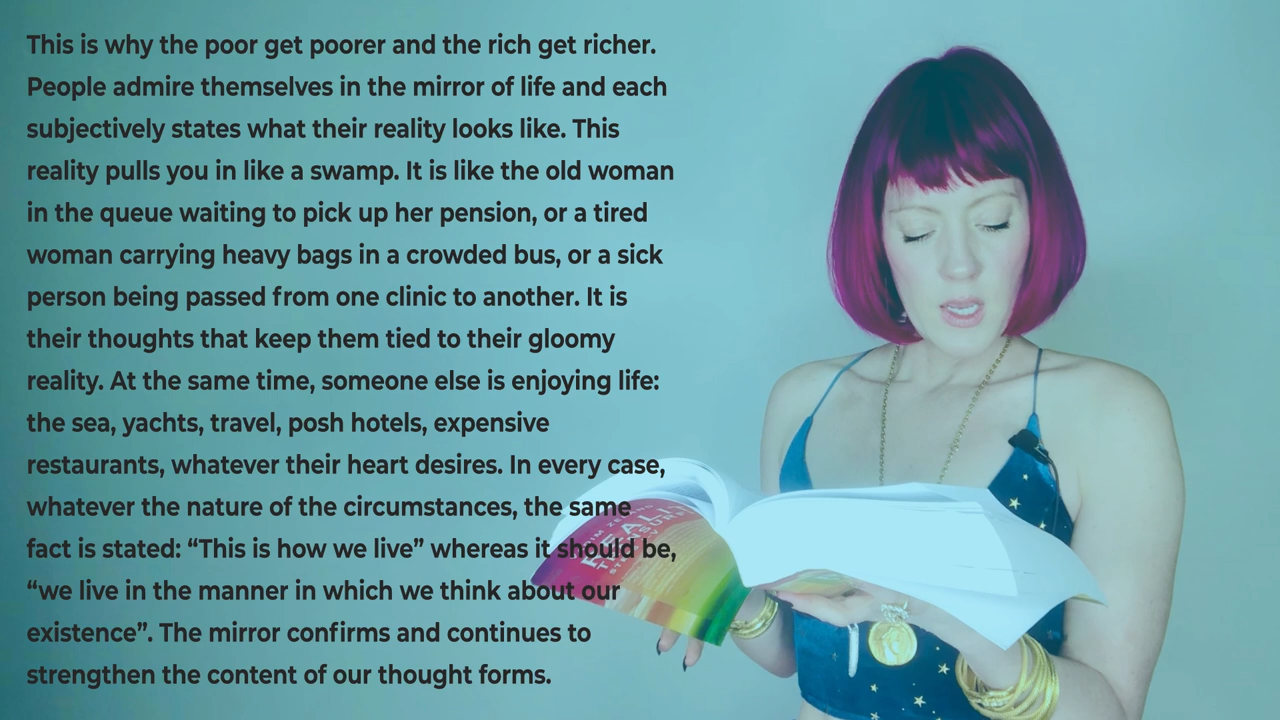 This is why the poor get poorer and the rich get richer.
People admire themselves in the mirror of life and each
subjectively states what their reality looks like. This
reality pulls you in like a swamp. It is like the old woman
in the queue waiting to pick up her pension, or a tired
woman carrying heavy bags in a crowded bus, or a sick
person being passed from one clinic to another. It is
their thoughts that keep them tied to their gloomy
reality. At the same time, someone else is enjoying life:
the sea, yachts, travel, posh hotels, expensive
restaurants, whatever their heart desires. In every case,
whatever the nature of the circumstances, the same
fact is stated: “This is how we live” whereas it should be,
“we live in the manner in which we think about our
existence”. The mirror confirms and continues to
strengthen the content of our thought forms.